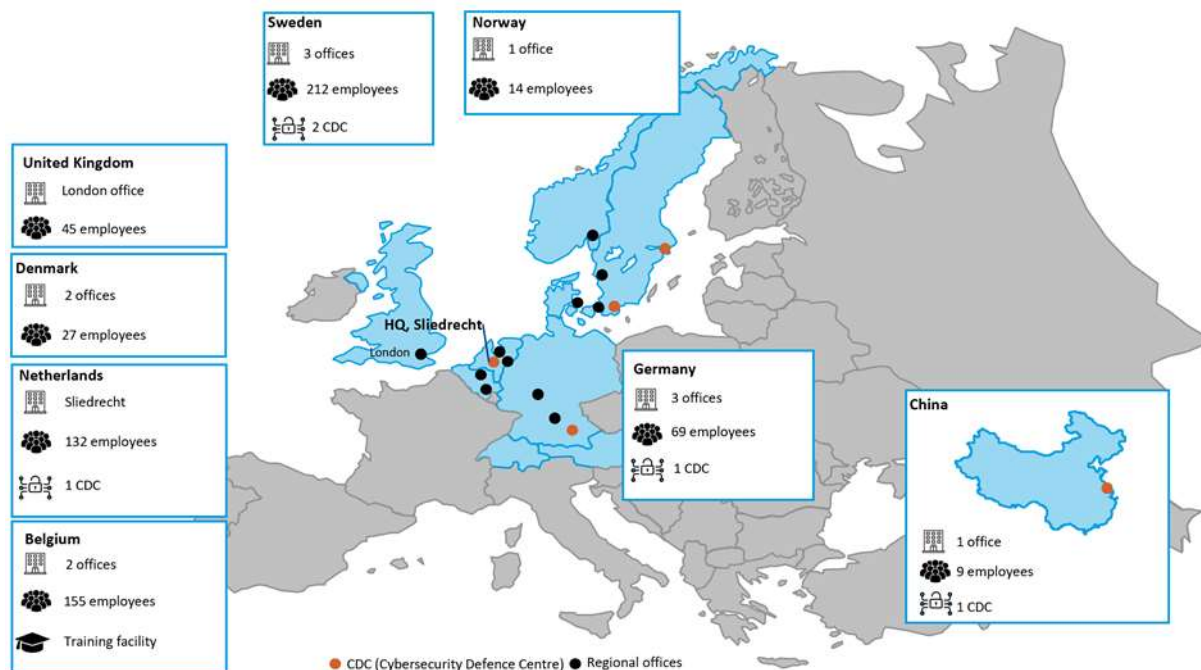 Sweden
3 offices
212 employees
2 CDC
Norway
1 office
14 employees
United Kingdom
London office
45 employees
Denmark
2 offices
27 employees
Netherlands
Sliedrecht
132 employees
1 CDC
Belgium
2 offices
155 employees
Training facility
HQ, Sliedrecht
London
Germany
3 offices
69 employees
1 CDC
China
1 office
9 employees
1 CDC
CDC (Cybersecurity Defence Centre)
Regional offices